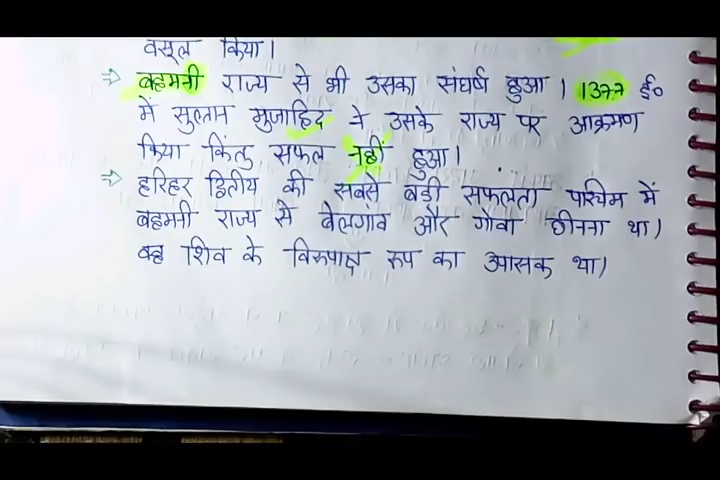 वसूल किया।
⇒ बहमनी राज्य से भी उसका संघर्ष हुआ। 1377 ई०
में सुल्तान मुजाहिद ने उसके राज्य पर आक्रमण
किया किंतु सफल नहीं हुआ।
⇒ हरिहर द्वितीय की सबसे बड़ी सफलता पश्चिम में
बहमनी राज्य से बेलगांव और गोवा छीनना था।
वह शिव के विरुपाक्ष रूप का उपासक था।